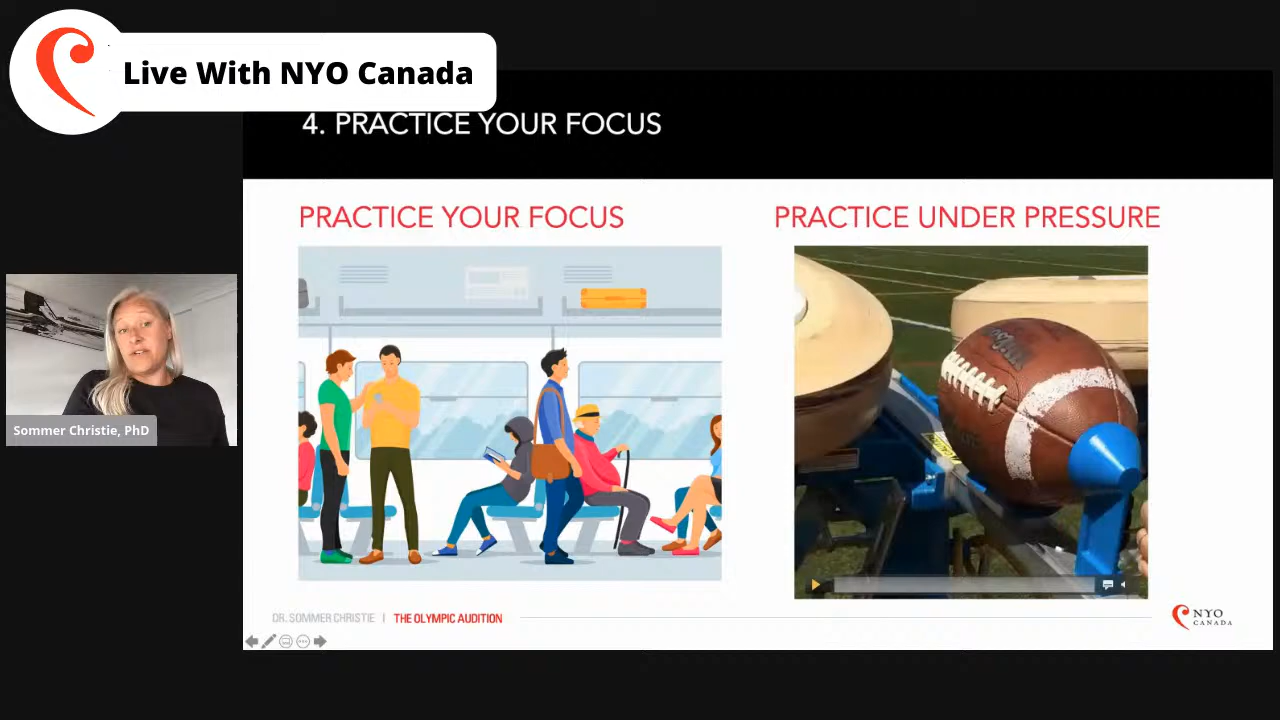 Live With NYO Canada
4. PRACTICE YOUR FOCUS
PRACTICE YOUR FOCUS
PRACTICE UNDER PRESSURE
Wilson
Sommer Christie, PhD
DR. SOMMER CHRISTIE | THE OLYMPIC AUDITION
NYO
CANADA